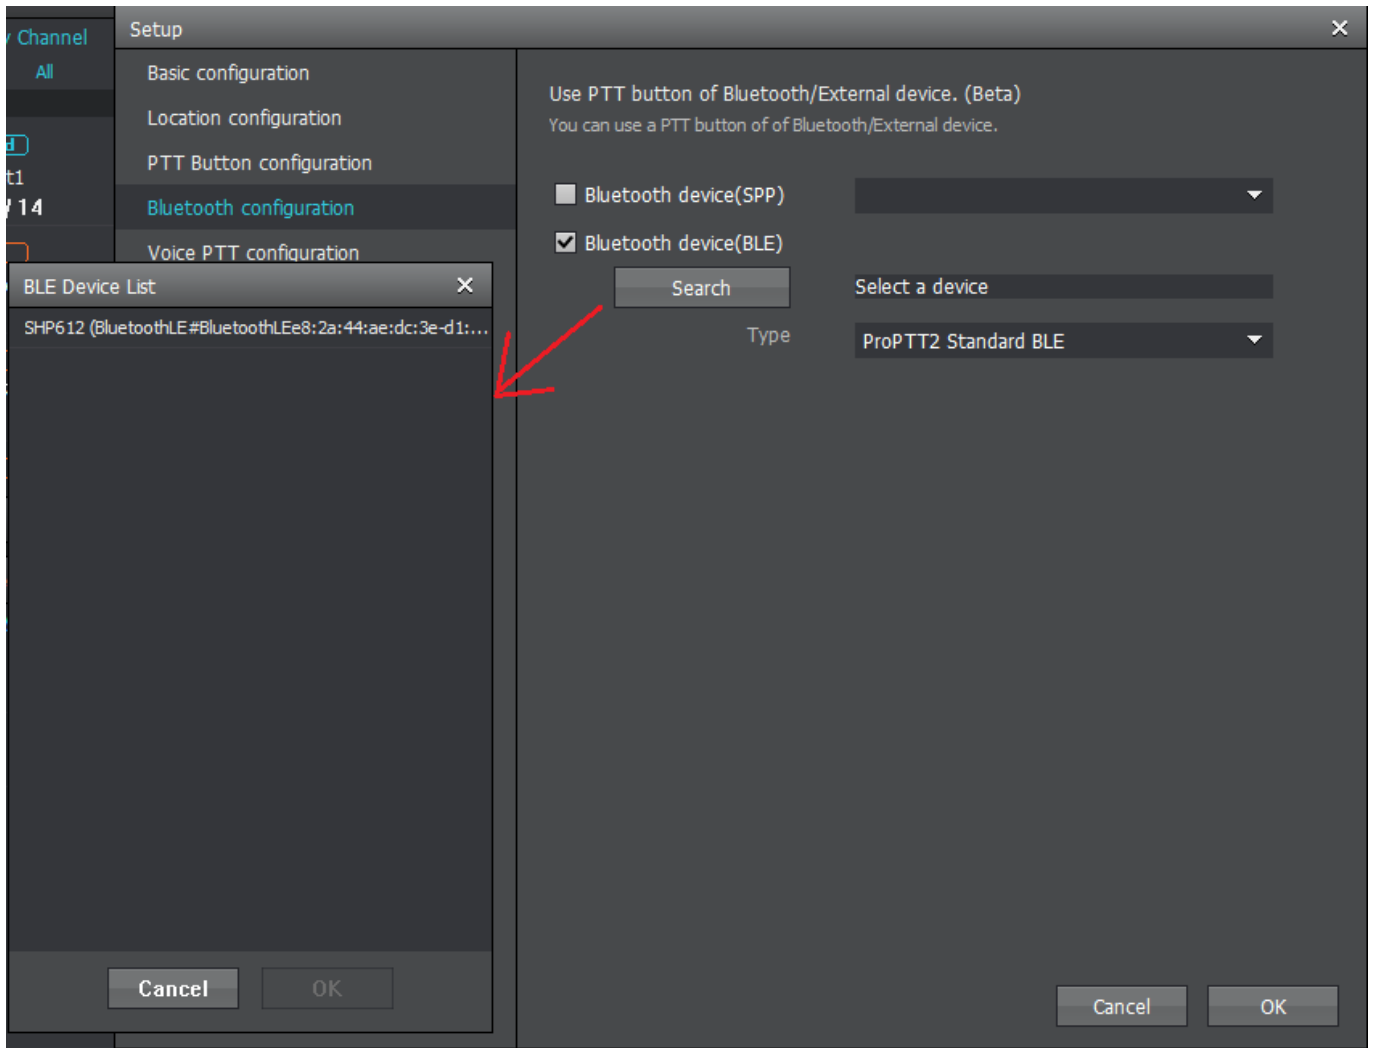 Setup
Channel
All
t1
14
Basic configuration
Location configuration
PTT Button configuration
Bluetooth configuration
Voice PTT configuration
Use PTT button of Bluetooth/External device. (Beta)
You can use a PTT button of of Bluetooth/External device.
Bluetooth device(SPP)
Bluetooth device(BLE)
Search
Select a device
Type
ProPTT2 Standard BLE
BLE Device List
SHP612 (BluetoothLE#BluetoothLEe8:2a:44:ae:dc:3e-d1:...
Cancel
OK
Cancel
OK